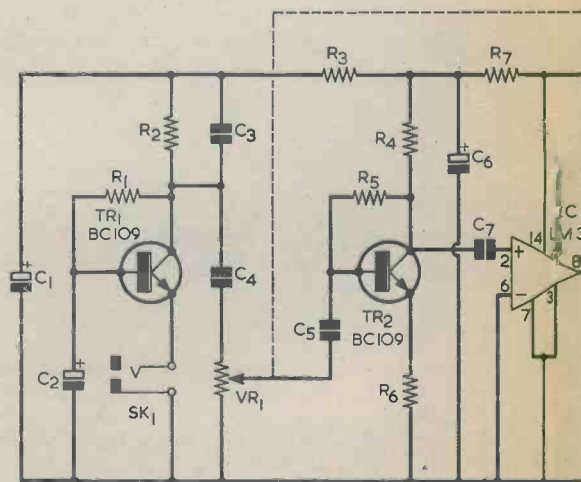 R3
R7
R2
C3
R4
C6
R1
R5
TR1
BC109
C7
14
+
2
8
6
−
7
3
C1
C4
TR2
BC109
C5
C2
V
SK1
VR1
R6